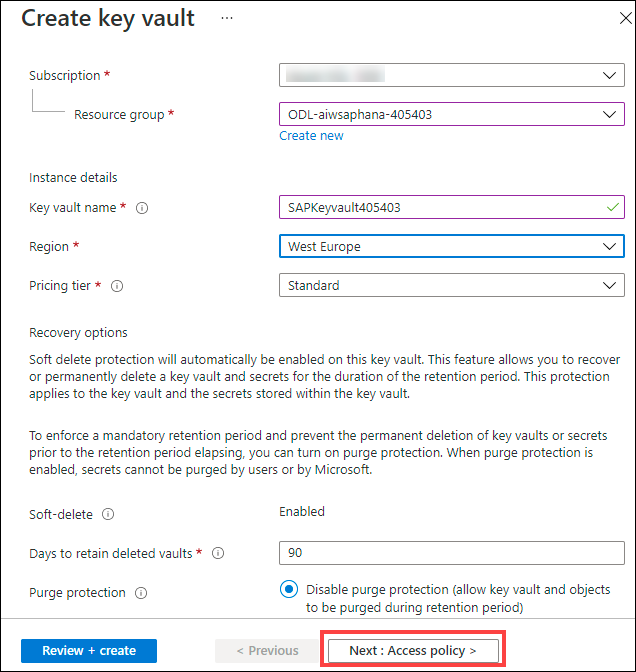 Create key vault ...
Subscription *
Resource group * ODL-aiwsaphana-405403
Create new
Instance details
Key vault name * SAPKeyvault405403
Region * West Europe
Pricing tier * Standard
Recovery options
Soft delete protection will automatically be enabled on this key vault. This feature allows you to recover
or permanently delete a key vault and secrets for the duration of the retention period. This protection
applies to the key vault and the secrets stored within the key vault.
To enforce a mandatory retention period and prevent the permanent deletion of key vaults or secrets
prior to the retention period elapsing, you can turn on purge protection. When purge protection is
enabled, secrets cannot be purged by users or by Microsoft.
Soft-delete Enabled
Days to retain deleted vaults * 90
Purge protection Disable purge protection (allow key vault and objects
to be purged during retention period)
Review + create < Previous Next : Access policy >